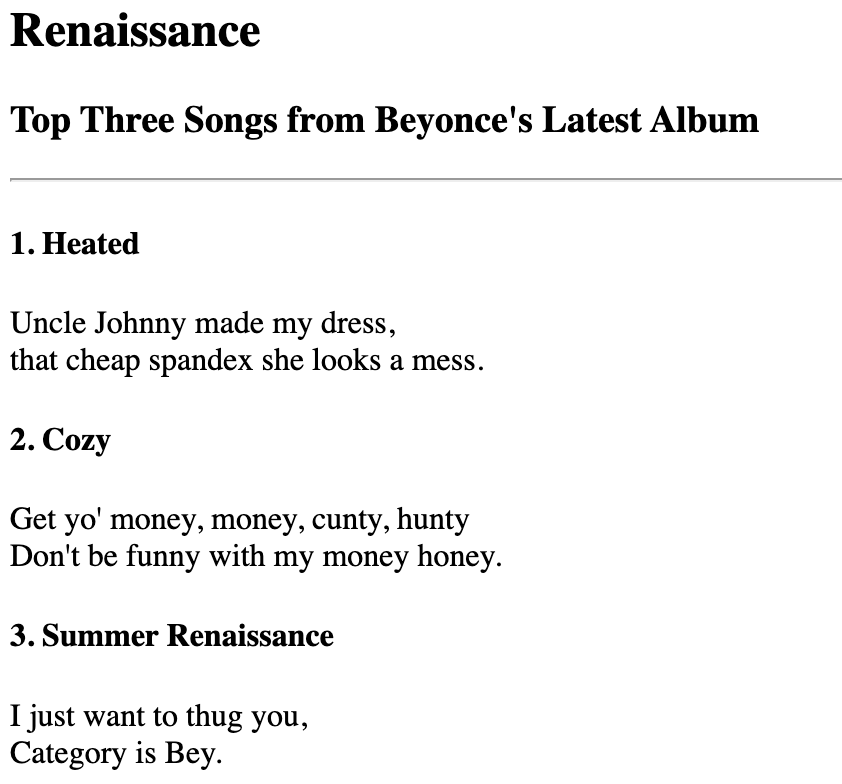 Renaissance
Top Three Songs from Beyonce's Latest Album
1. Heated
Uncle Johnny made my dress,
that cheap spandex she looks a mess.
2. Cozy
Get yo' money, money, cunty, hunty
Don't be funny with my money honey.
3. Summer Renaissance
I just want to thug you,
Category is Bey.